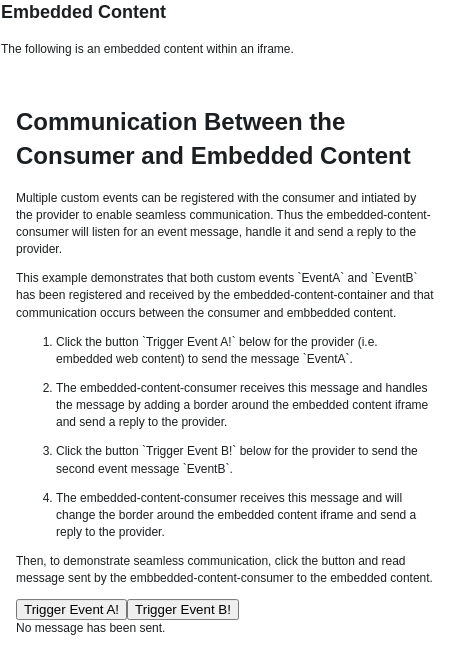 Embedded Content
The following is an embedded content within an iframe.
Communication Between the
Consumer and Embedded Content
Multiple custom events can be registered with the consumer and intiated by
the provider to enable seamless communication. Thus the embedded-content-
consumer will listen for an event message, handle it and send a reply to the
provider.
This example demonstrates that both custom events `EventA` and `EventB`
has been registered and received by the embedded-content-container and that
communication occurs between the consumer and embbedded content.
1. Click the button `Trigger Event A!` below for the provider (i.e.
embedded web content) to send the message `EventA`.
2. The embedded-content-consumer receives this message and handles
the message by adding a border around the embedded content iframe
and send a reply to the provider.
3. Click the button `Trigger Event B!` below for the provider to send the
second event message `EventB`.
4. The embedded-content-consumer receives this message and will
change the border around the embedded content iframe and send a
reply to the provider.
Then, to demonstrate seamless communication, click the button and read
message sent by the embbedded-content-consumer to the embedded content.
Trigger Event A! Trigger Event B!
No message has been sent.